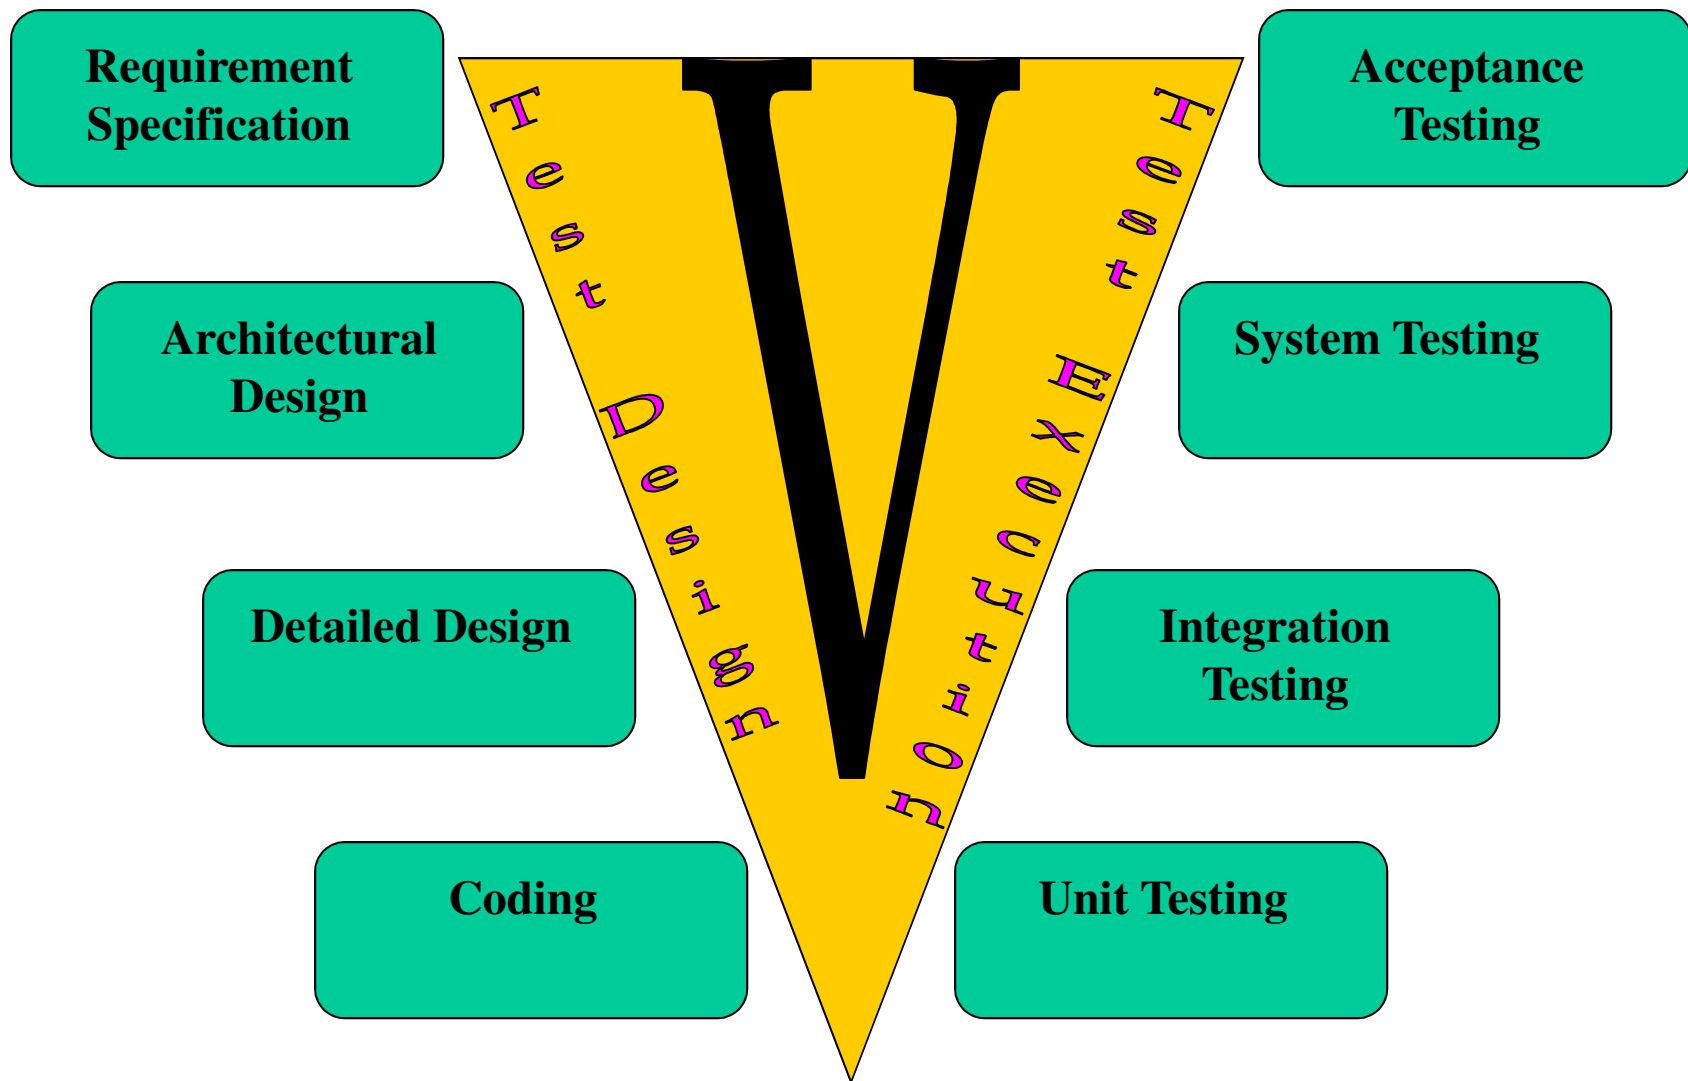 Requirement
Specification
Acceptance
Testing
Test Design
V
Test Execution
Architectural
Design
System Testing
Detailed Design
Integration
Testing
Coding
Unit Testing